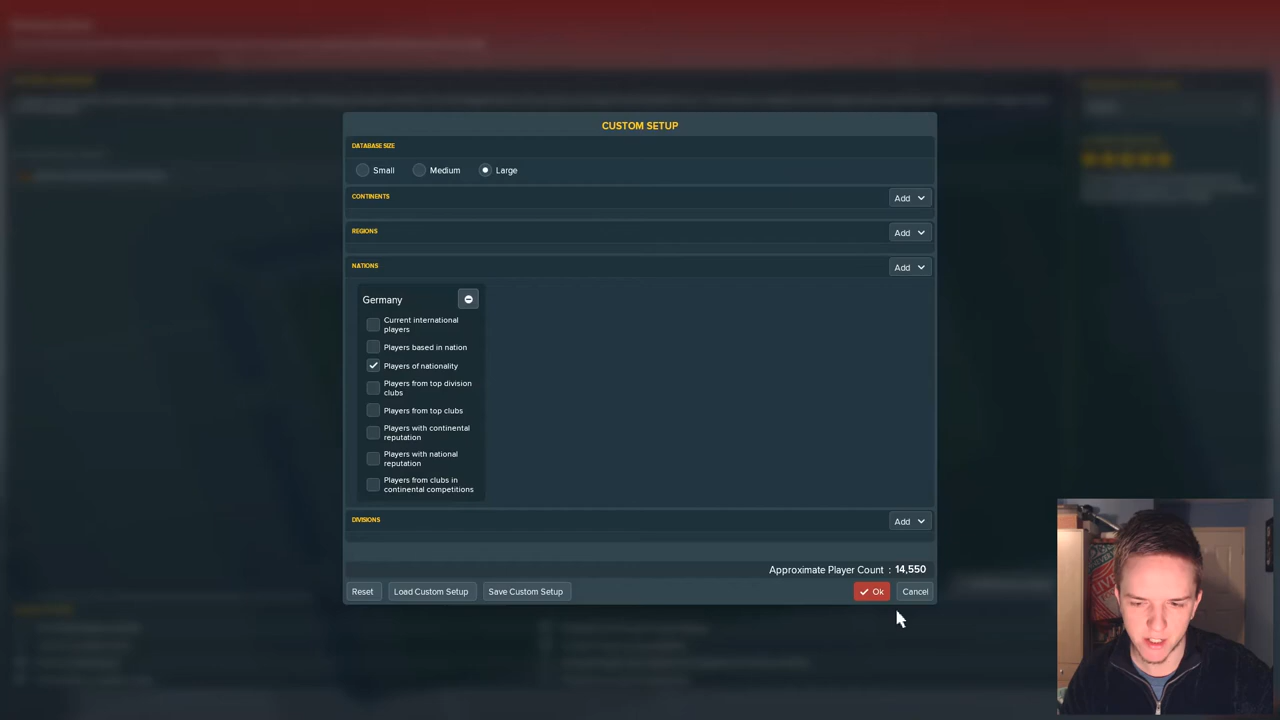 CUSTOM SETUP
DATABASE SIZE
Small Medium Large
CONTINENTS Add
REGIONS Add
NATIONS Add
Germany
Current international
players
Players based in nation
Players of nationality
Players from top division
clubs
Players from top clubs
Players with continental
reputation
Players with national
reputation
Players from clubs in
continental competitions
DIVISIONS Add
Approximate Player Count : 14,550
Reset Load Custom Setup Save Custom Setup Ok Cancel